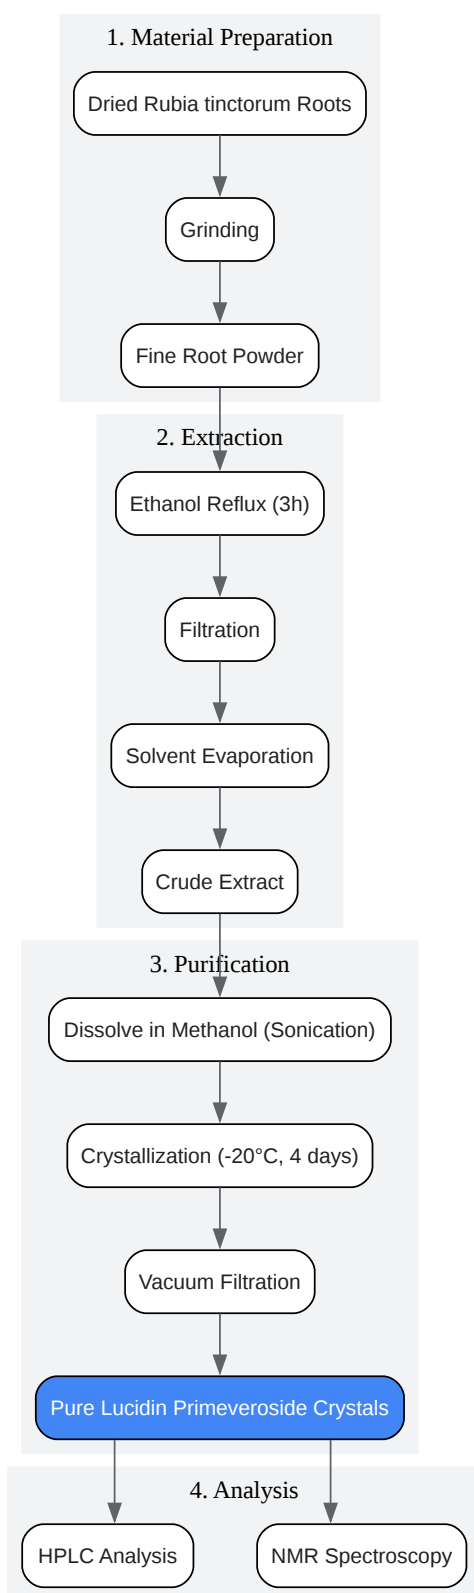 1. Material Preparation
Dried Rubia tinctorum Roots
Grinding
Fine Root Powder
2. Extraction
Ethanol Reflux (3h)
Filtration
Solvent Evaporation
Crude Extract
3. Purification
Dissolve in Methanol (Sonication)
Crystallization (-20°C, 4 days)
Vacuum Filtration
Pure Lucidin Primeveroside Crystals
4. Analysis
HPLC Analysis
NMR Spectroscopy